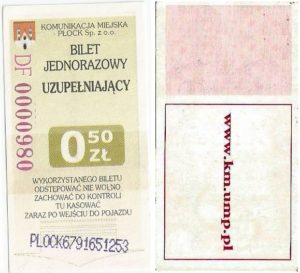 KOMUNIKACJA MIEJSKA
PŁOCK Sp. z o.o.
BILET
JEDNORAZOWY
UZUPEŁNIAJĄCY
DF 0000980
0 50
ZŁ
WYKORZYSTANEGO BILETU
ODSTĘPOWAĆ NIE WOLNO
ZACHOWAĆ DO KONTROLI
TU KASOWAĆ
ZARAZ PO WEJŚCIU DO POJAZDU
PLOCK6791651253
www.km.ump.pl